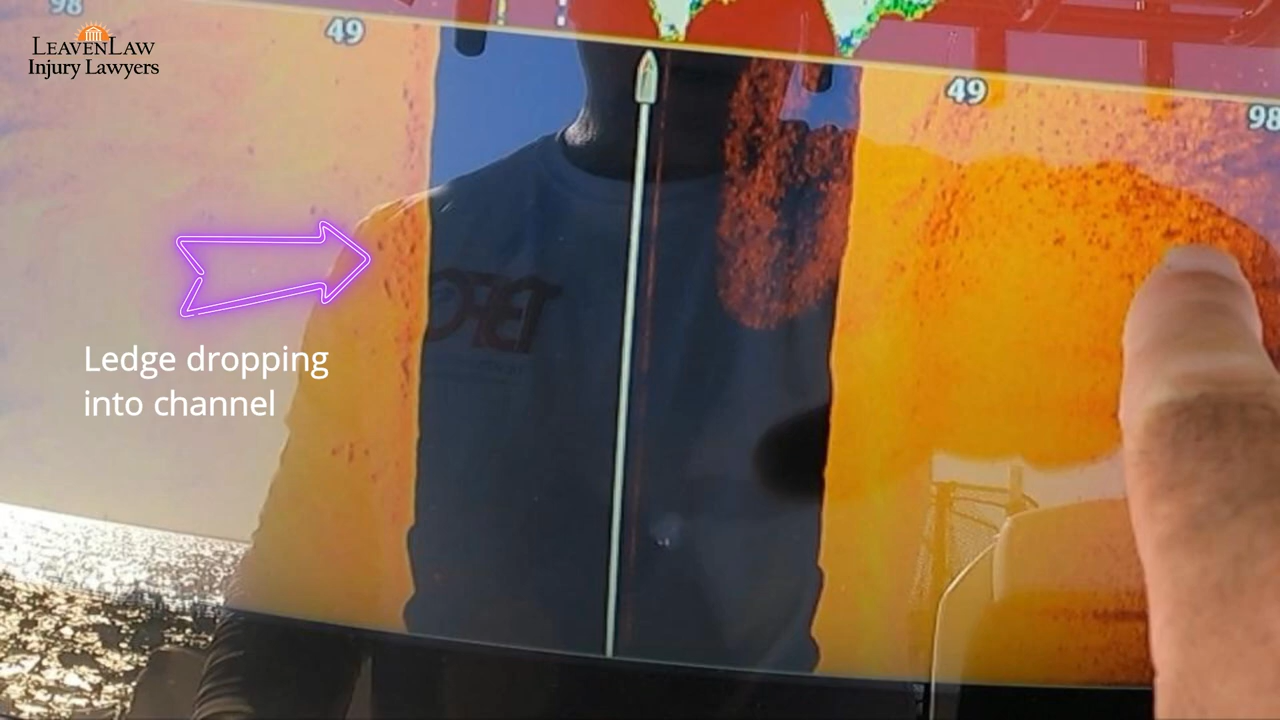 98
49
LEAVENLAW
Injury Lawyers
49
98
Ledge dropping
into channel